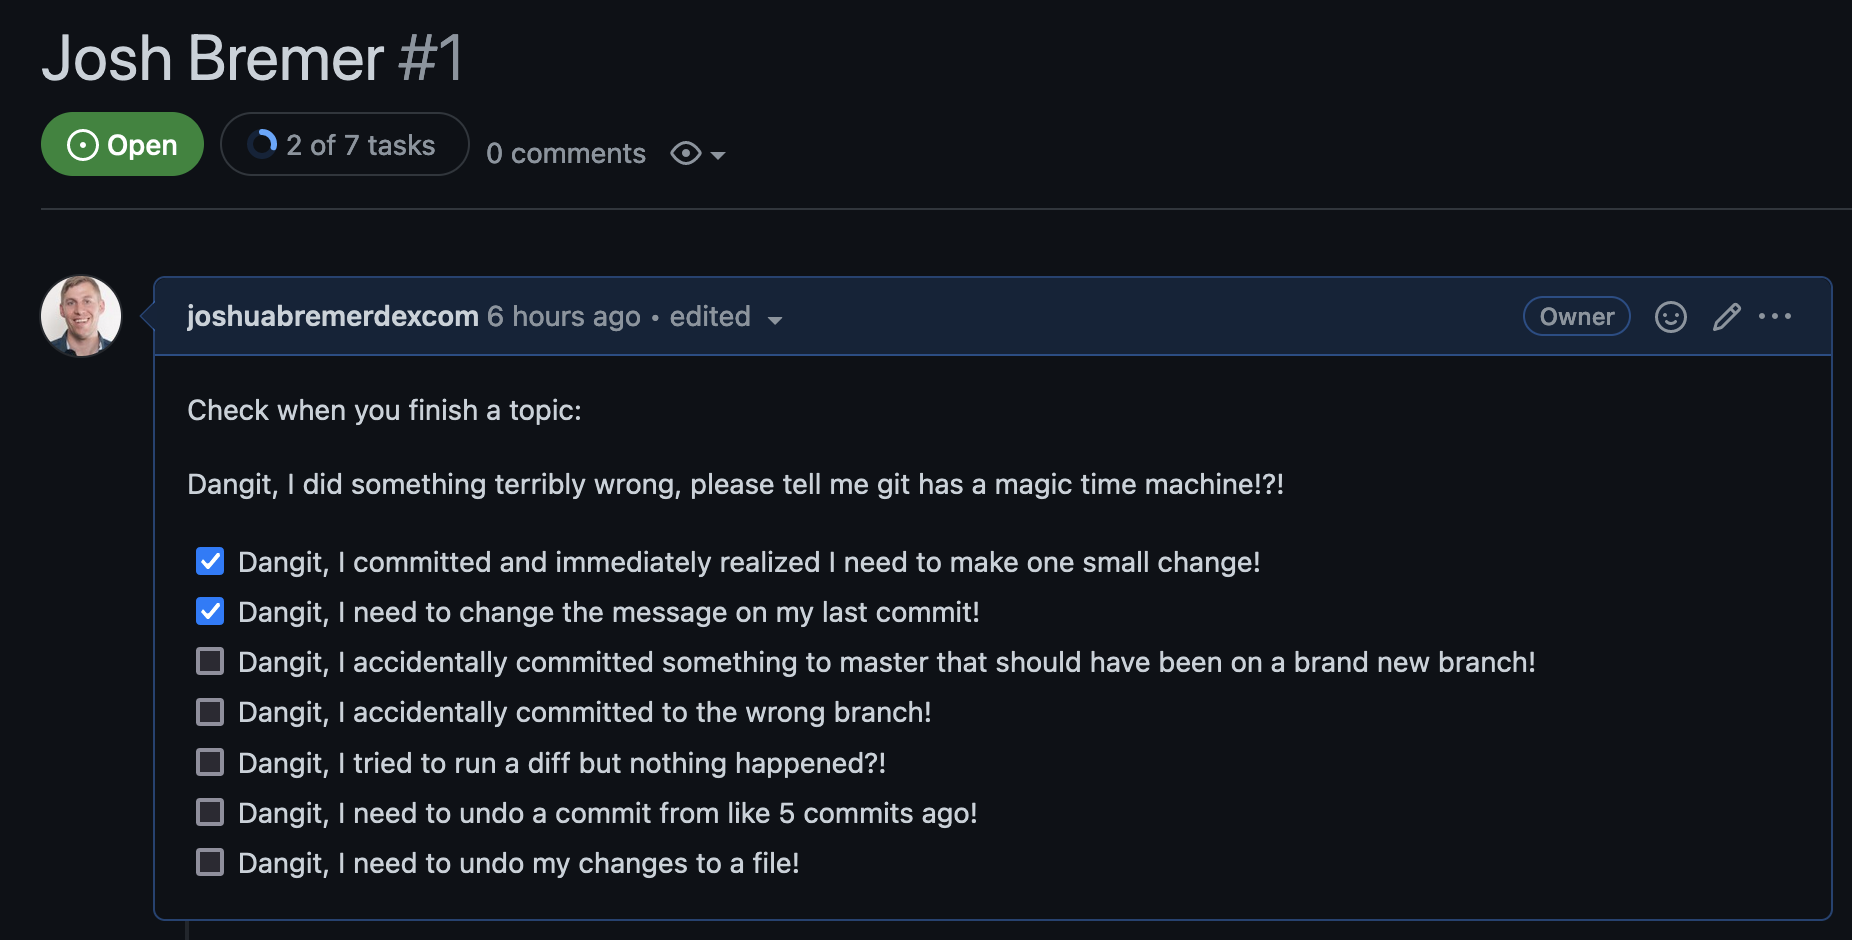 Josh Bremer #1
Open
2 of 7 tasks
0 comments
joshuabremerdexcom 6 hours ago • edited
Owner
Check when you finish a topic:
Dangit, I did something terribly wrong, please tell me git has a magic time machine!?!
Dangit, I committed and immediately realized I need to make one small change!
Dangit, I need to change the message on my last commit!
Dangit, I accidentally committed something to master that should have been on a brand new branch!
Dangit, I accidentally committed to the wrong branch!
Dangit, I tried to run a diff but nothing happened?!
Dangit, I need to undo a commit from like 5 commits ago!
Dangit, I need to undo my changes to a file!